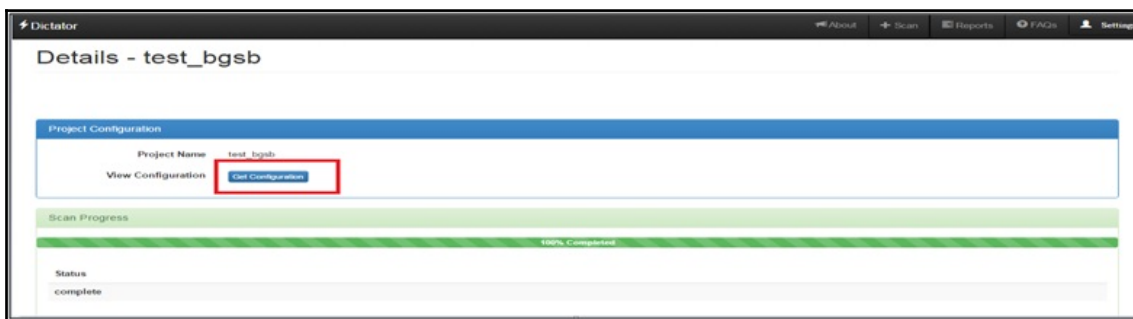 Dictator About Scan Reports FAQs Setting
Details - test_bgsb
Project Configuration
Project Name test_bgsb
View Configuration Get Configuration
Scan Progress
100% Completed
Status
complete